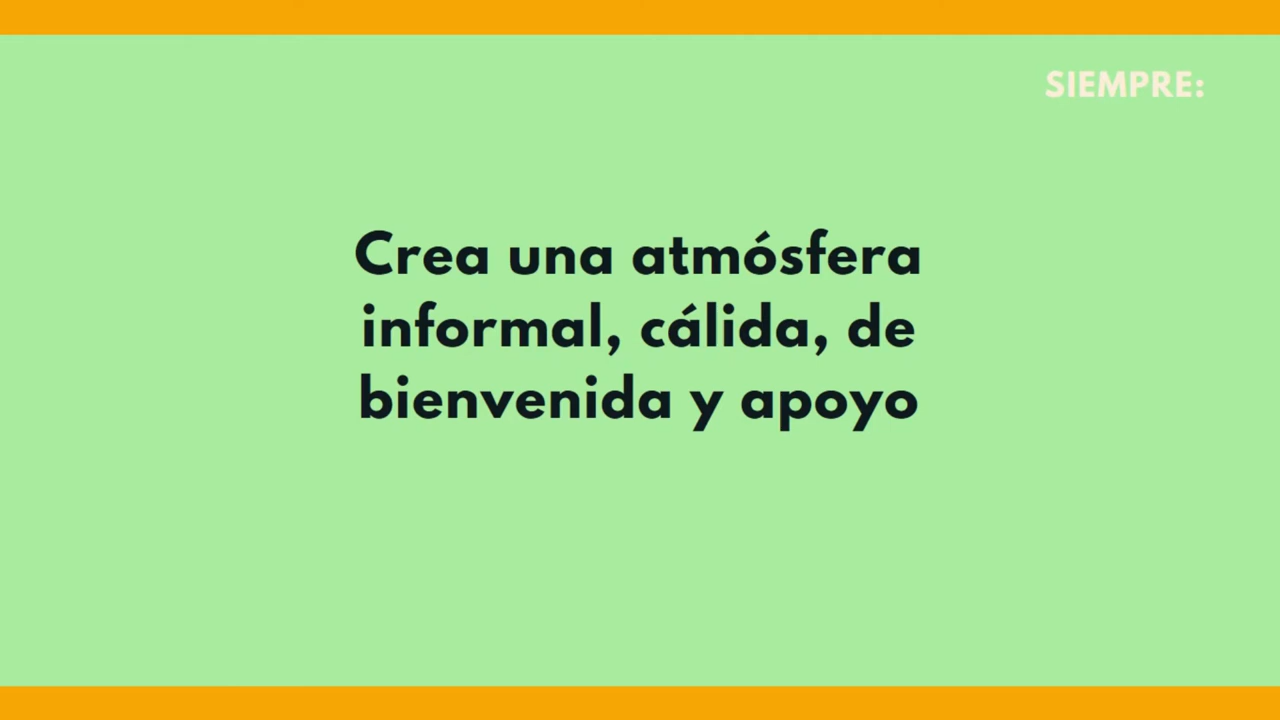 SIEMPRE:
Crea una atmósfera
informal, cálida, de
bienvenida y apoyo